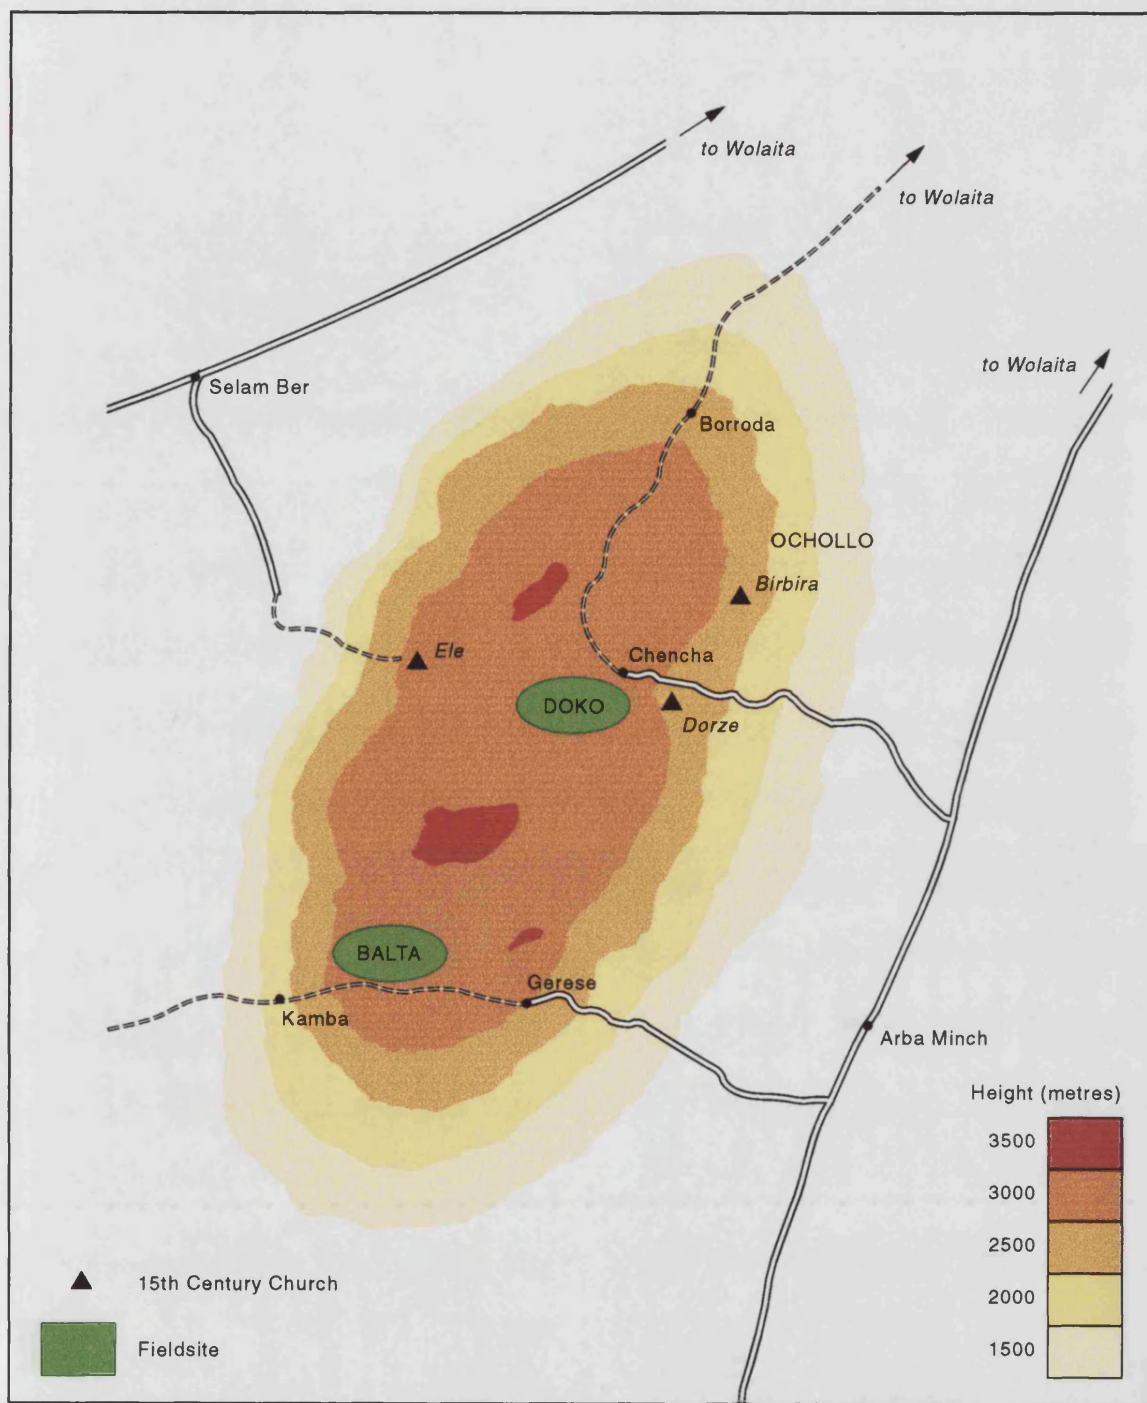 to Wolaita
to Wolaita
to Wolaita
Selam Ber
Borroda
OCHOLLO
Birbira
Ele
Chencha
DOKO
Dorze
BALTA
Gerese
Kamba
Arba Minch
Height (metres)
3500
3000
2500
2000
1500
15th Century Church
Fieldsite